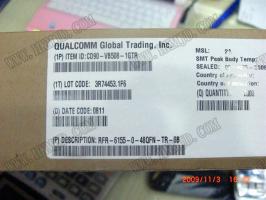 QUALCOMM Global Trading, Inc.
(1P) ITEM ID: CD90-V8508-1GTR
MSL:
SMT Peak Body Temp:
SEALED:
Country of
(1T) LOT CODE: 3R74453.1F6
Country
(Q) QUANTITY
(D) DATE CODE: 0811
(P) DESCRIPTION: RFR-6155-0-48QFN-TR-0B
2009/11/3